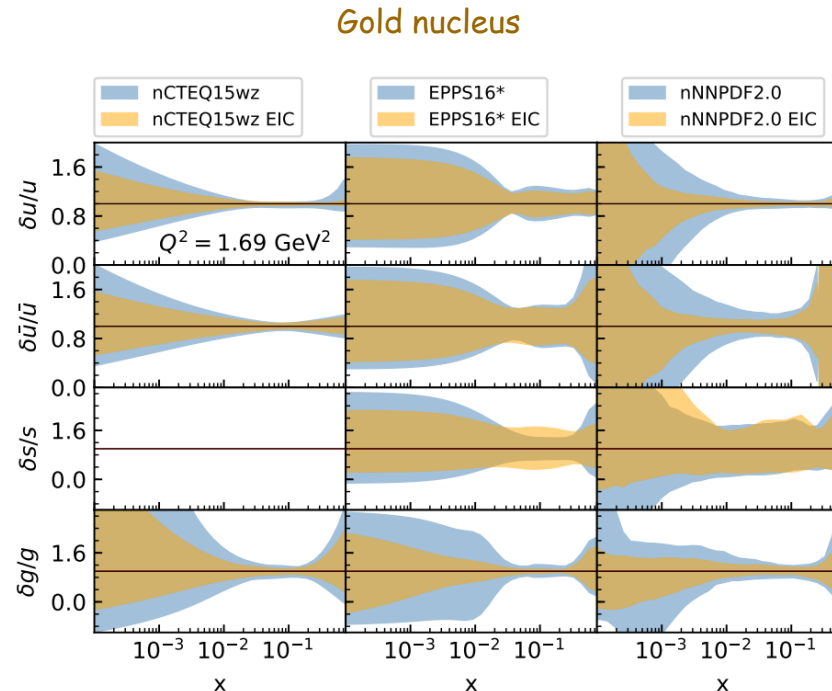 Gold nucleus
nCTEQ15wz
nCTEQ15wz EIC
EPPS16*
EPPS16* EIC
nNNPDF2.0
nNNPDF2.0 EIC
δu/u
1.6
0.8
0.0
Q² = 1.69 GeV²
δū/ū
1.6
0.8
0.0
δs/s
1.6
0.0
δg/g
1.6
0.0
10⁻³ 10⁻² 10⁻¹ 10⁻³ 10⁻² 10⁻¹ 10⁻³ 10⁻² 10⁻¹
x x x